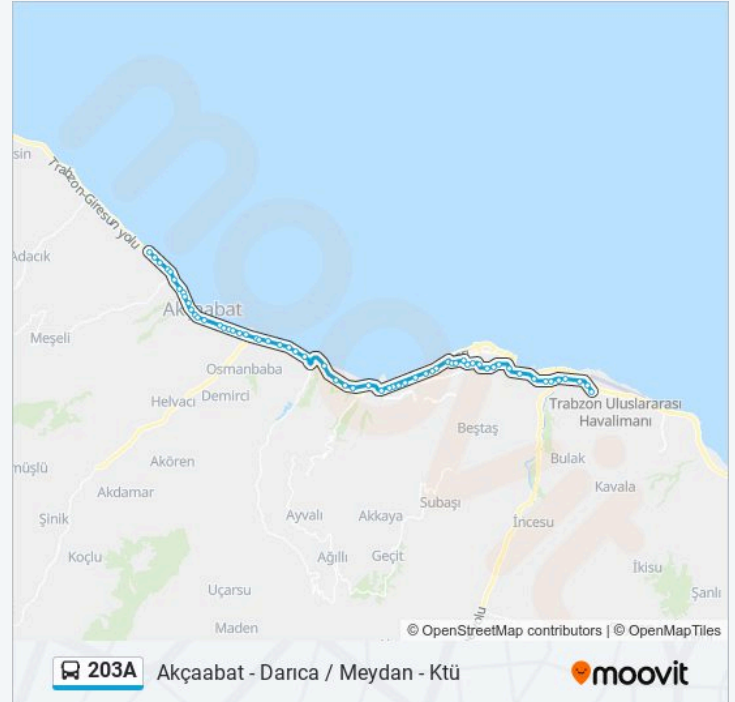 sin
Trabzon-Giresun yolu
Adacık
Akçaabat
Meşeli
Osmanbaba
Helvacı
Demirci
Trabzon Uluslararası
Havalimanı
Beştaş
Akören
Bulak
müşlü
Akdamar
Kavala
Subaşı
Ayvalı
Akkaya
Şinik
İncesu
Koçlu
Ağıllı
Geçit
İkisu
Uçarsu
Şanlı
Maden
olu
© OpenStreetMap contributors | © OpenMapTiles
203A Akçaabat - Darıca / Meydan - Ktü
moovit